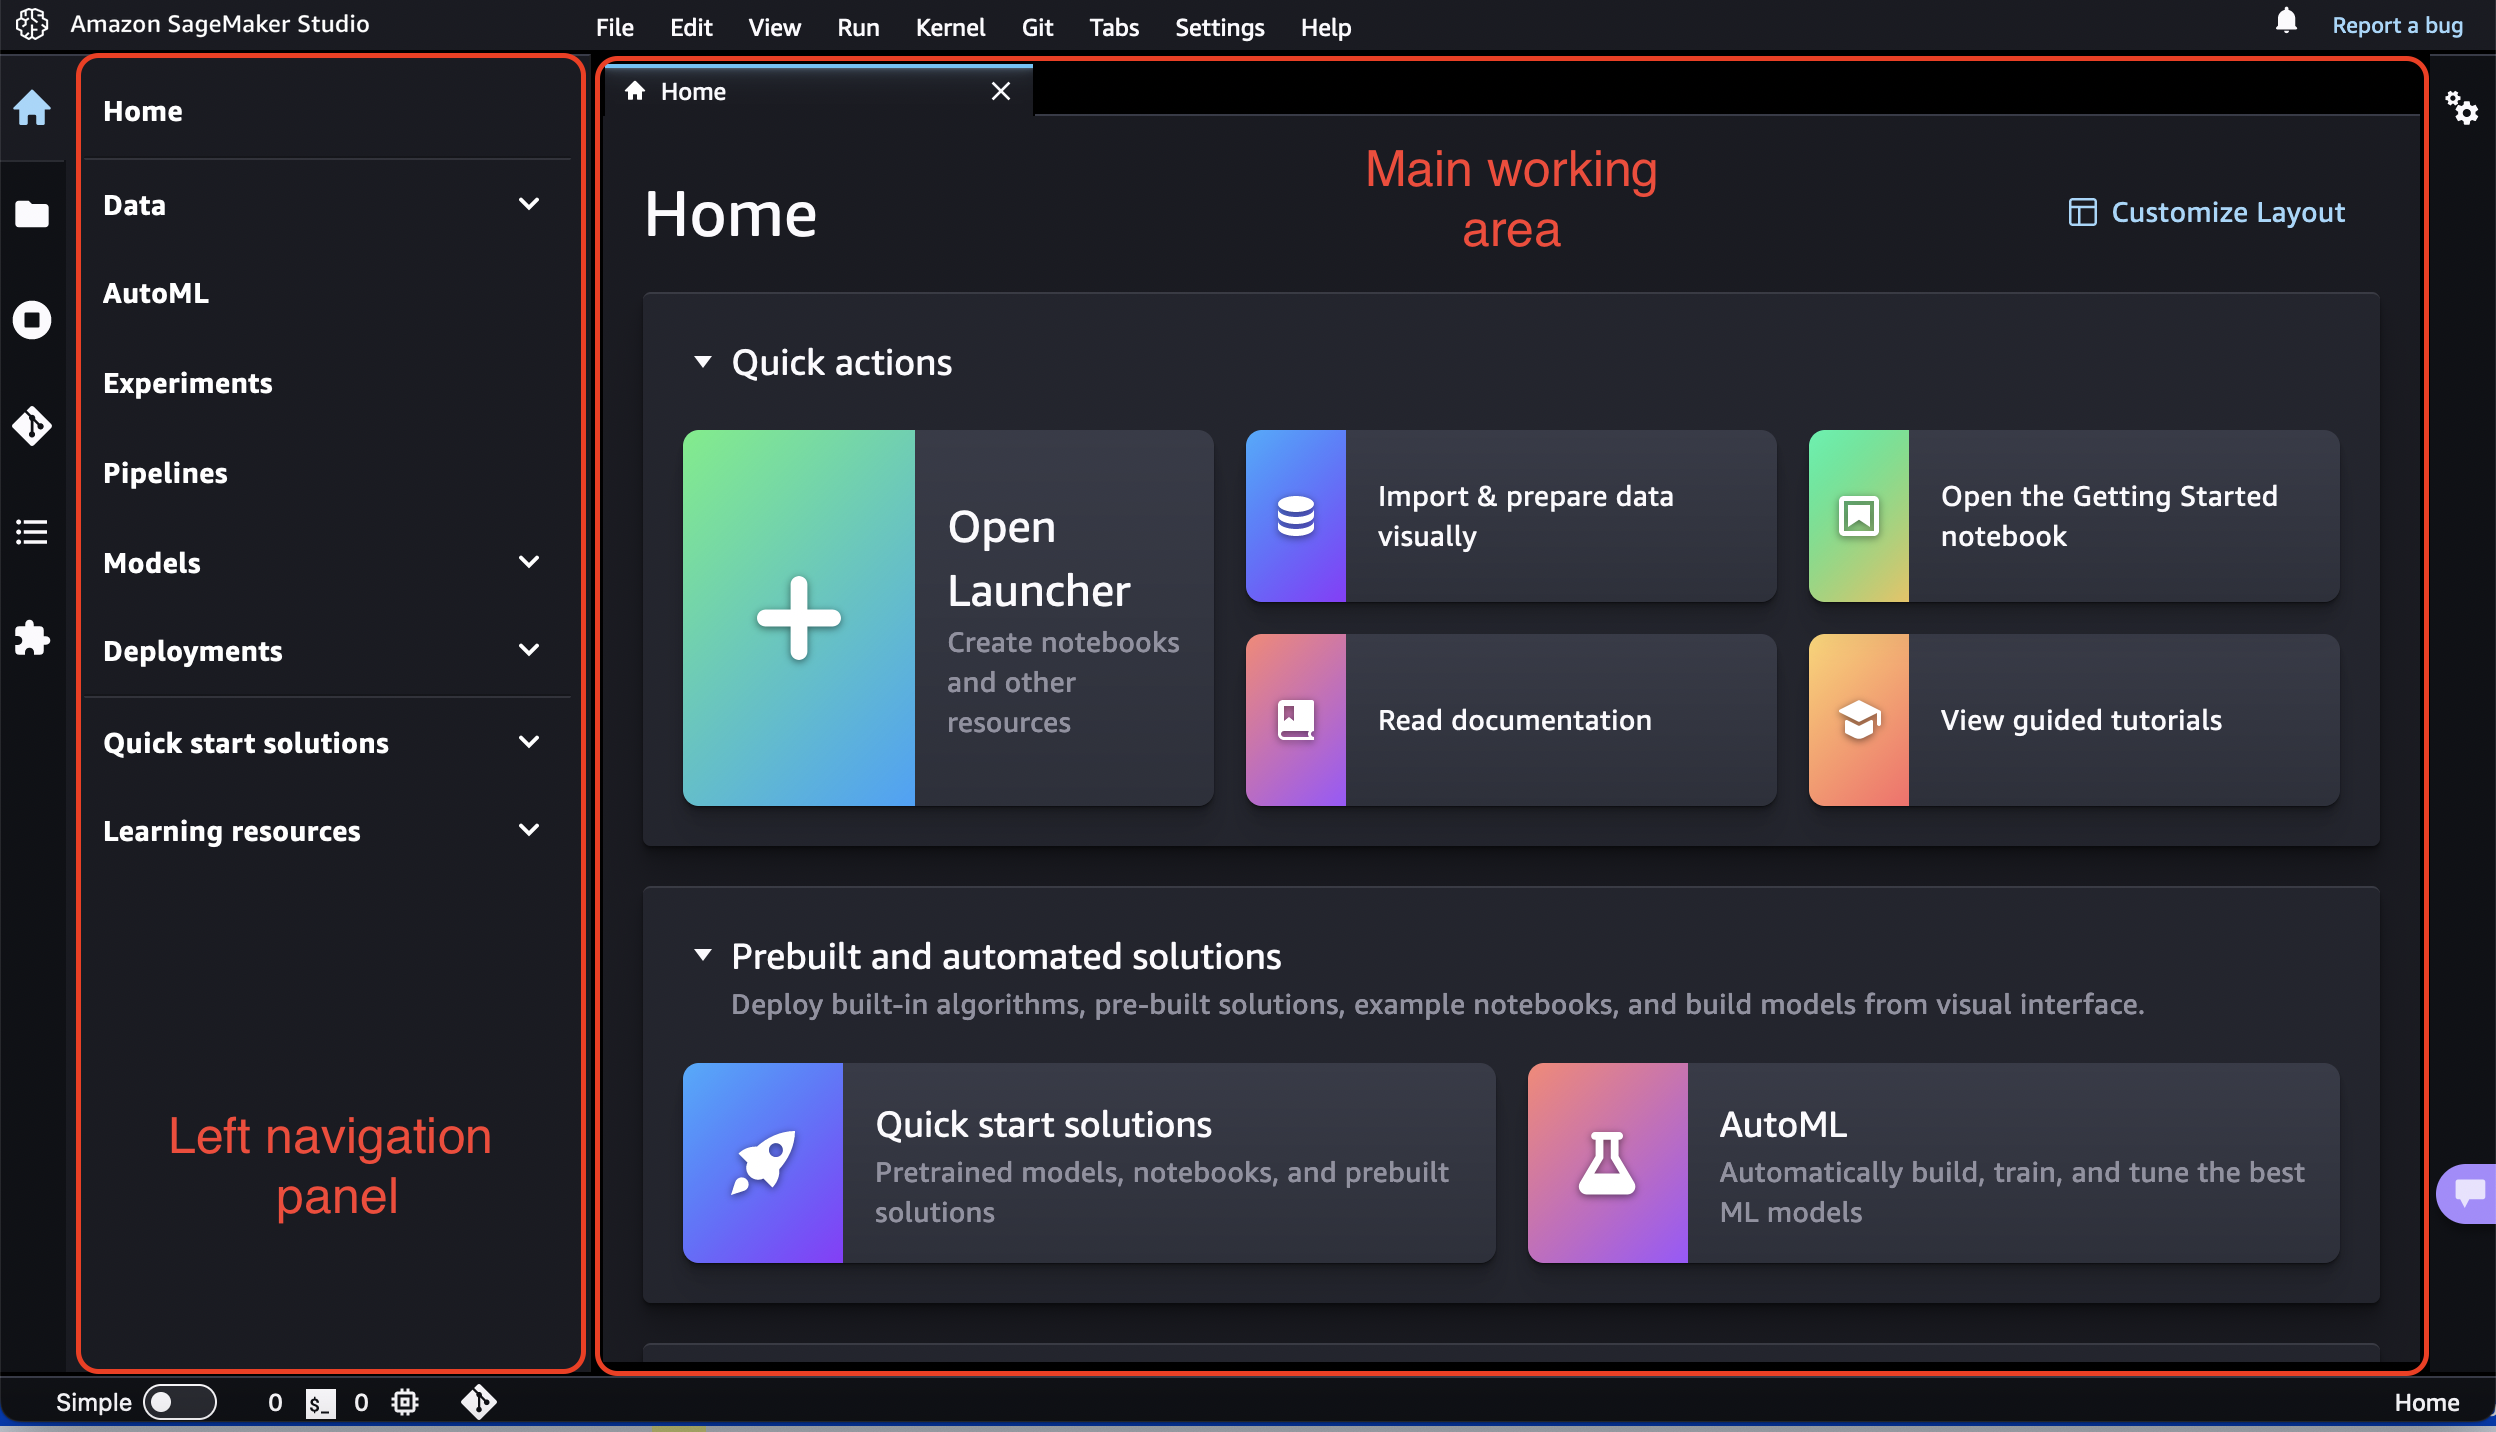 Amazon SageMaker Studio
File Edit View Run Kernel Git Tabs Settings Help
Report a bug
Home
Data
AutoML
Experiments
Pipelines
Models
Deployments
Quick start solutions
Learning resources
Left navigation
panel
Home
Main working
area
Home
Customize Layout
Quick actions
Open
Launcher
Create notebooks
and other
resources
Import & prepare data
visually
Open the Getting Started
notebook
Read documentation
View guided tutorials
Prebuilt and automated solutions
Deploy built-in algorithms, pre-built solutions, example notebooks, and build models from visual interface.
Quick start solutions
Pretrained models, notebooks, and prebuilt
solutions
AutoML
Automatically build, train, and tune the best
ML models
Simple 0 $_ 0
Home